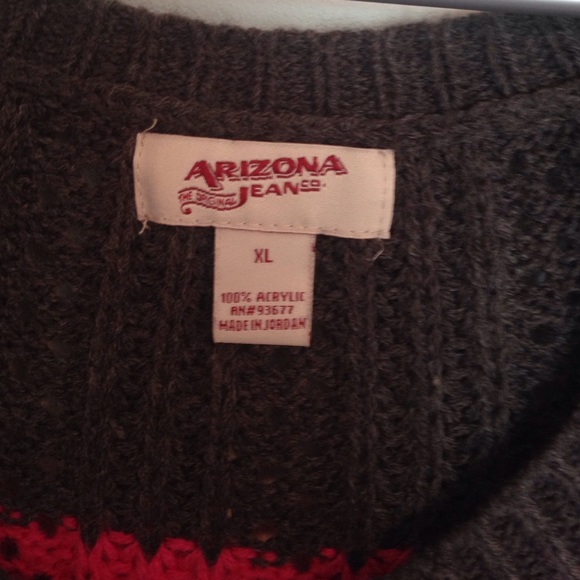 ARIZONA
THE ORIGINAL JEAN CO.
XL
100% ACRYLIC
RN#93677
MADE IN JORDAN